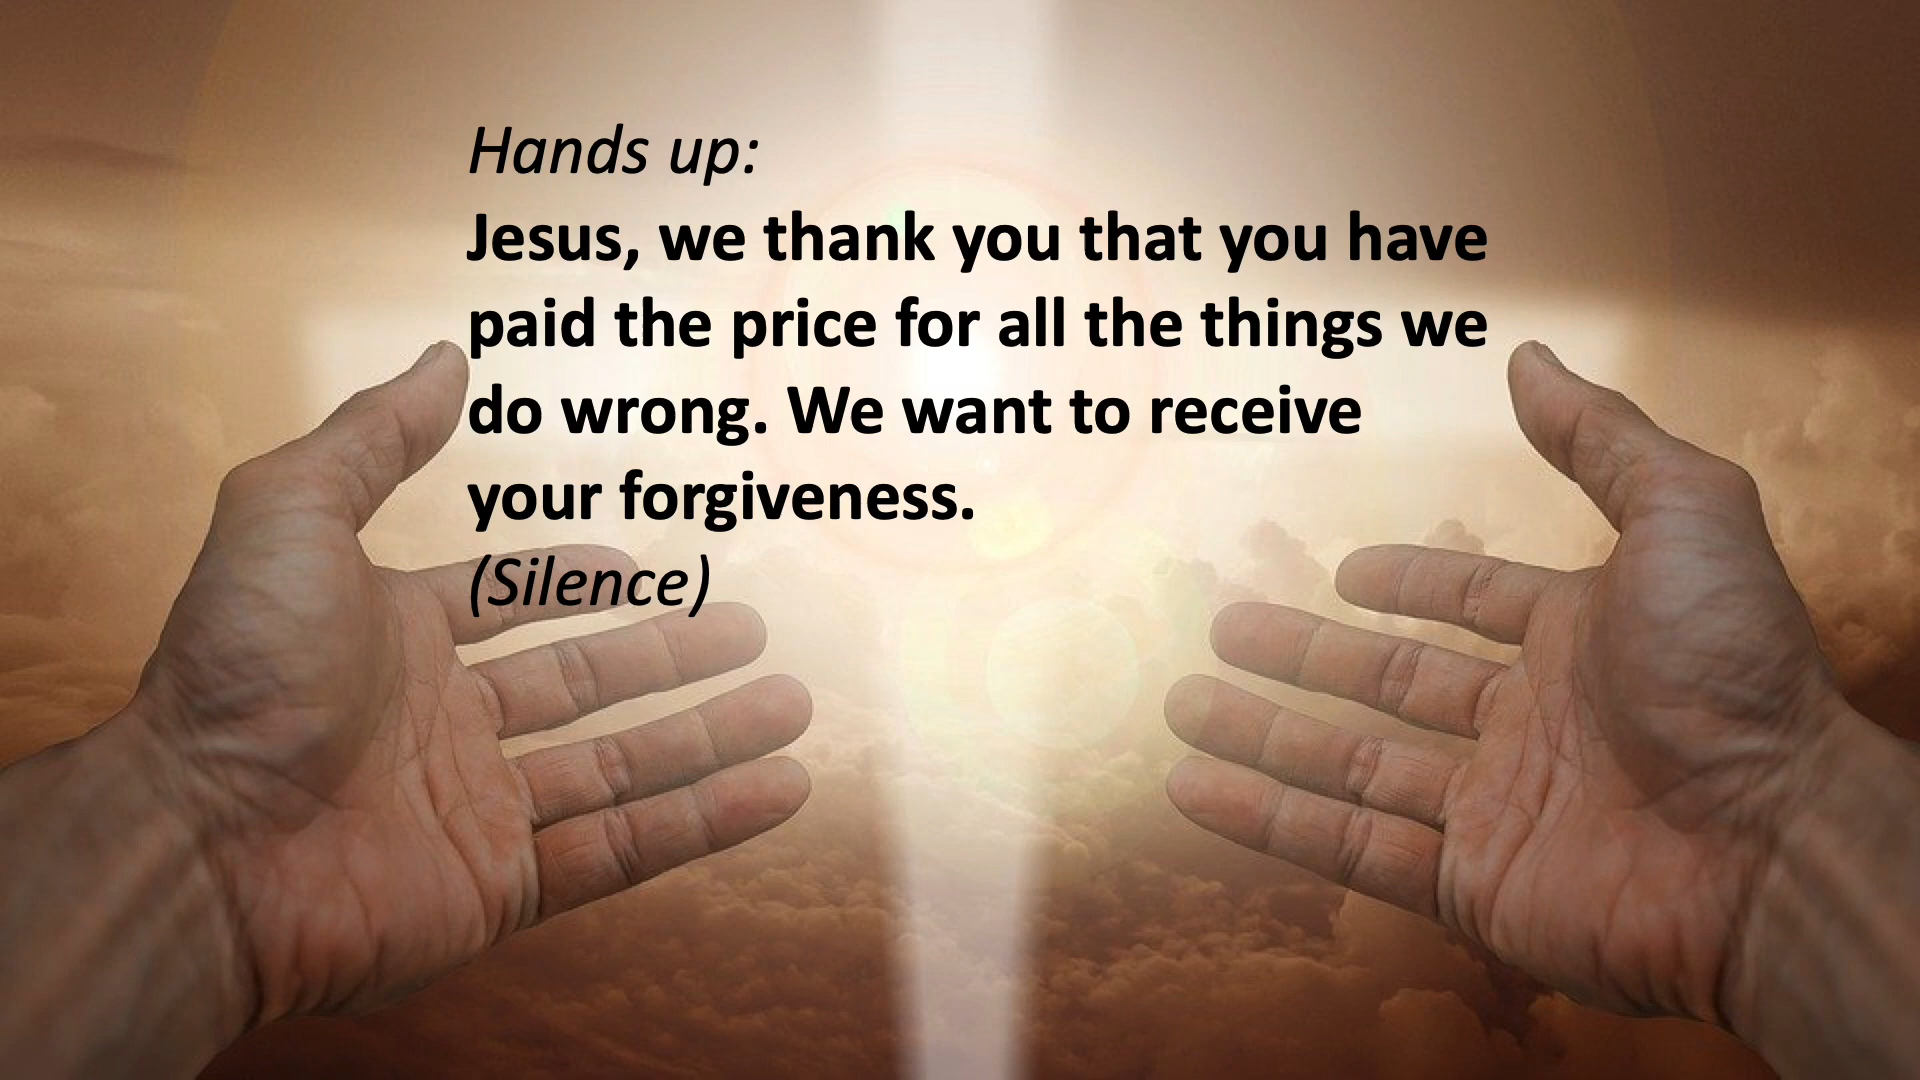 Hands up:
Jesus, we thank you that you have
paid the price for all the things we
do wrong. We want to receive
your forgiveness.
(Silence)